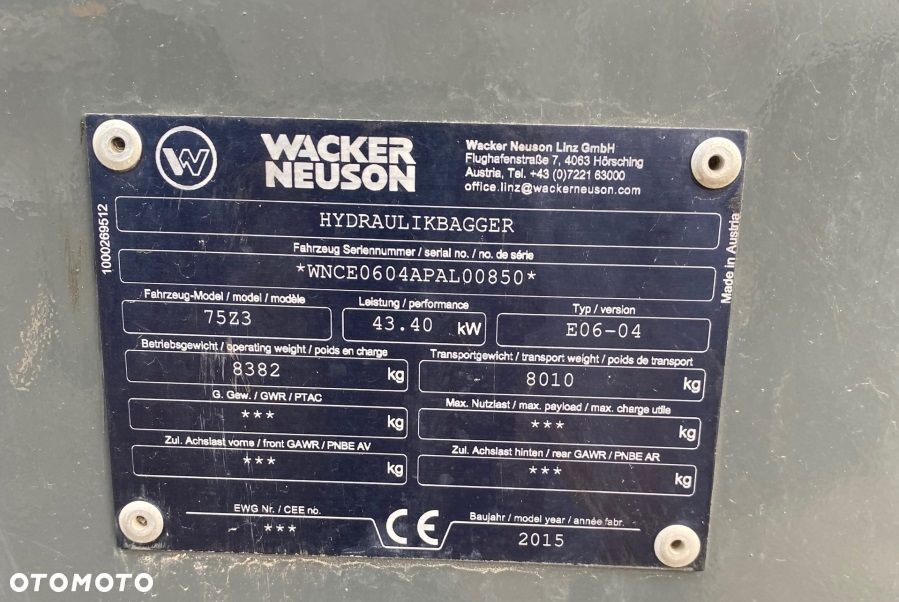 WACKER
NEUSON
Wacker Neuson Linz GmbH
Flughafenstraße 7, 4063 Hörsching
Austria, Tel. +43 (0)7221 63000
office.linz@wackerneuson.com
1000269512
HYDRAULIKBAGGER
Made in Austria
Fahrzeug Seriennummer / serial no. / no. de série
*WNCE0604APAL00850*
Fahrzeug-Model / model / modèle
75Z3
Leistung / performance
43.40 kW
Typ / version
E06-04
Betriebsgewicht / operating weight / poids en charge
8382 kg
Transportgewicht / transport weight / poids de transport
8010 kg
G. Gew. / GWR / PTAC
*** kg
Max. Nutzlast / max. payload / max. charge utile
*** kg
Zul. Achslast vorne / front GAWR / PNBE AV
*** kg
Zul. Achslast hinten / rear GAWR / PNBE AR
*** kg
EWG Nr. / CEE no.
***
CE
Baujahr / model year / année fabr.
2015
OTOMOTO